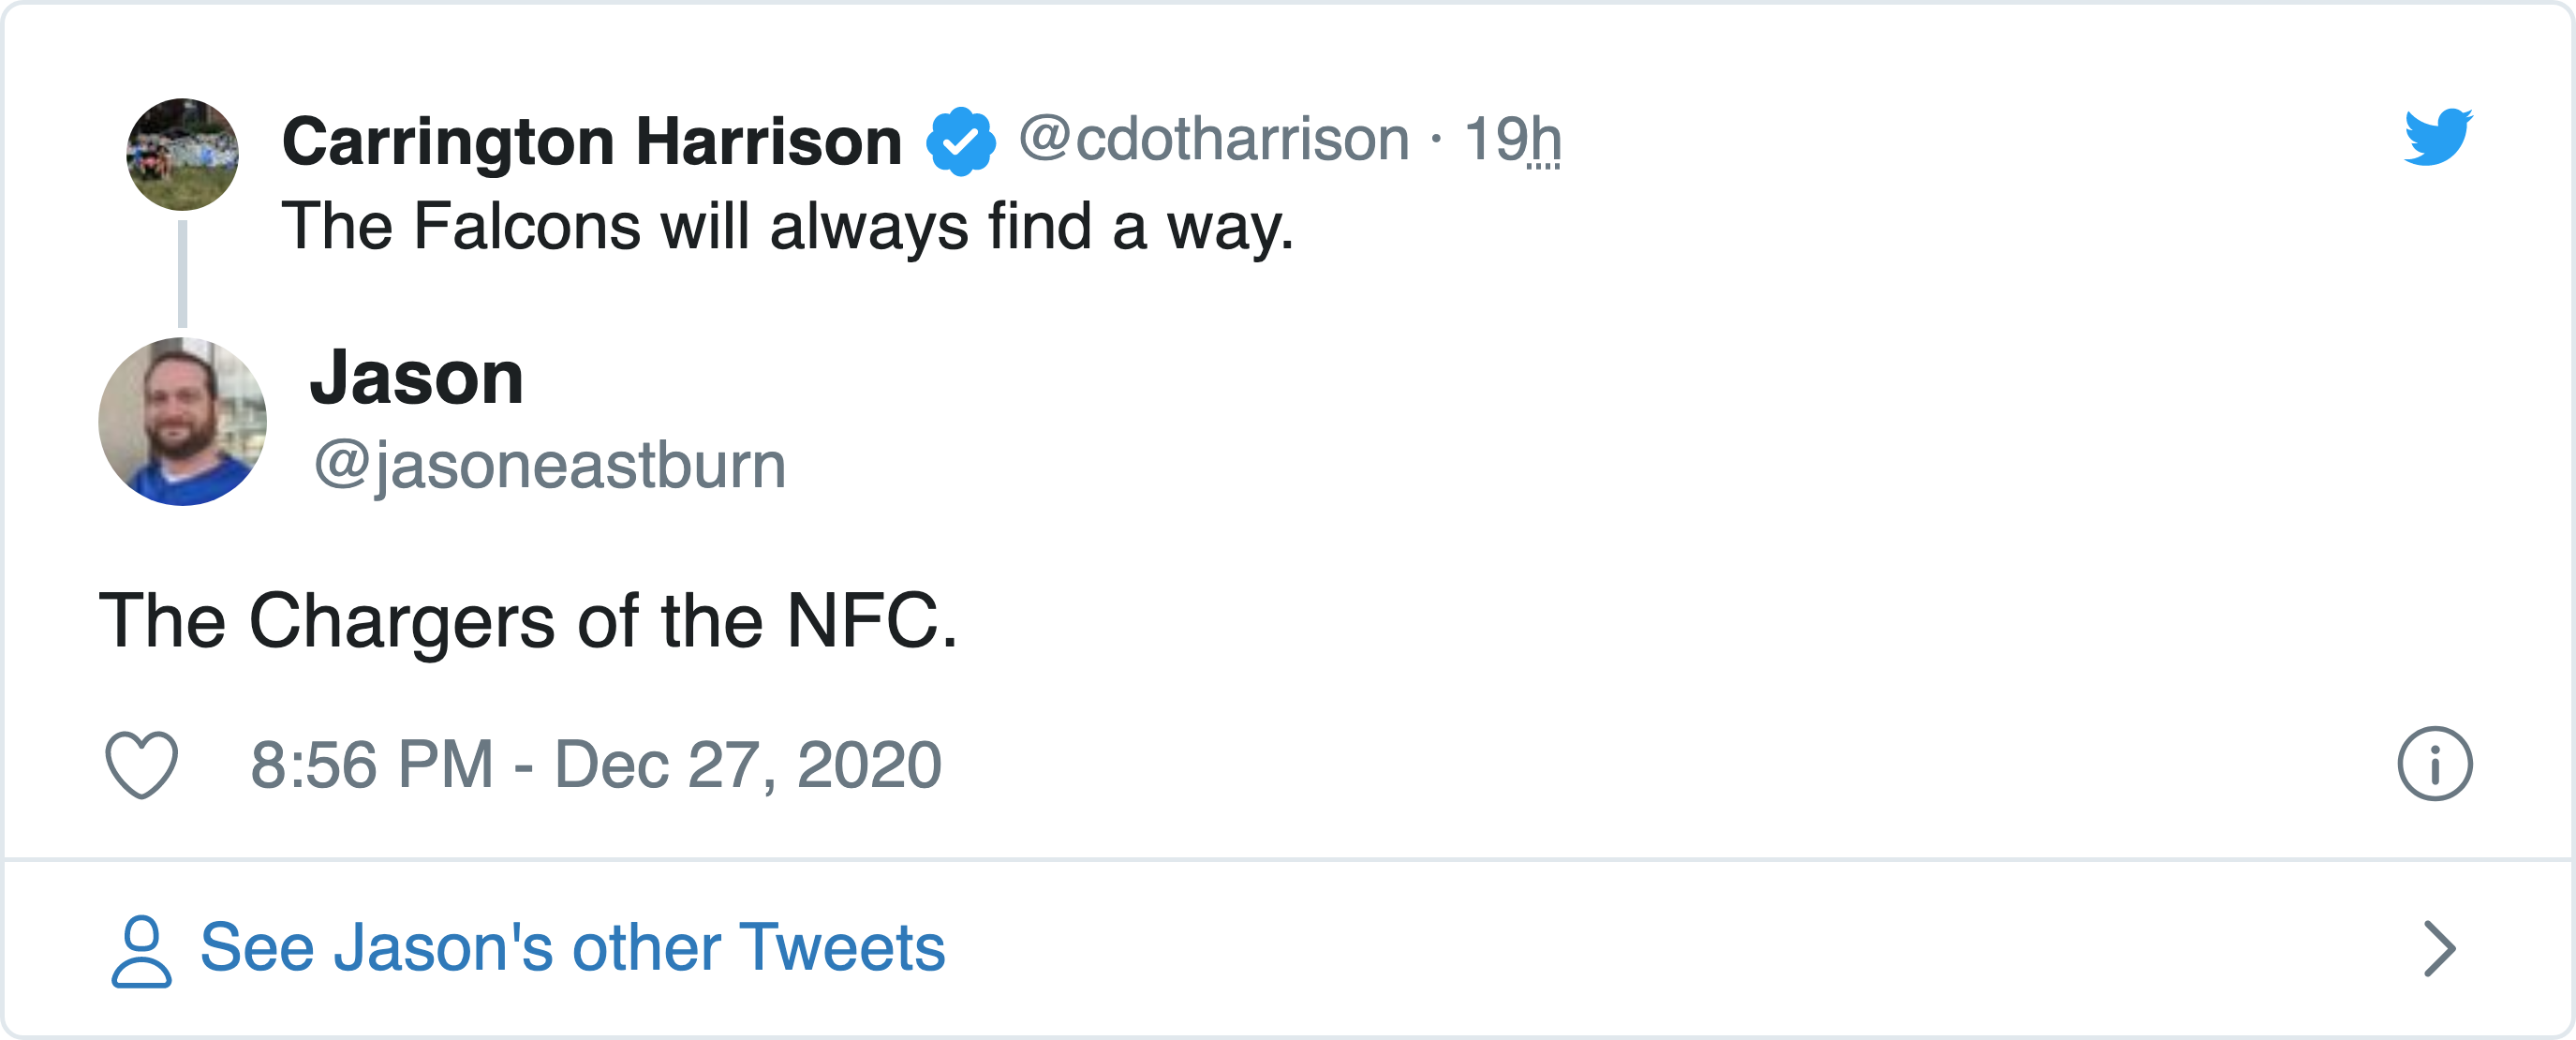 Carrington Harrison @cdotharrison · 19h
The Falcons will always find a way.
Jason
@jasoneastburn
The Chargers of the NFC.
8:56 PM - Dec 27, 2020
See Jason's other Tweets